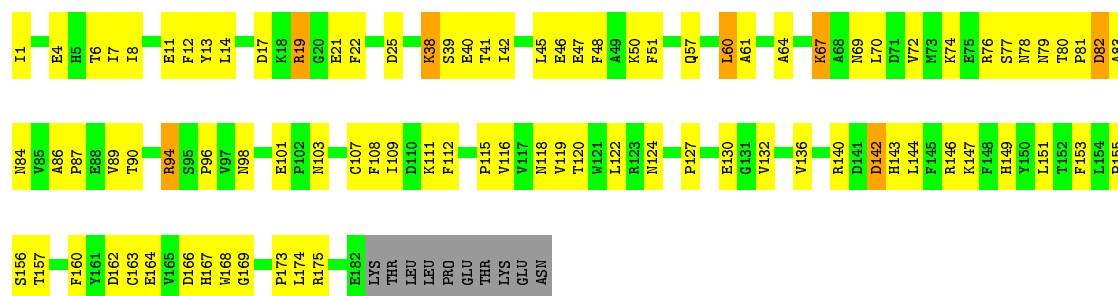 I1 E4 H5 T6 I7 I8 E11 F12 Y13 L14 D17 K18 R19 G20 E21 F22 D25 K38 S39 E40 T41 I42 L45 E46 E47 F48 A49 K50 F51 Q57 L60 A61 A64 K67 A68 N69 L70 D71 V72 M73 K74 E75 R76 S77 N78 N79 T80 P81 D82 A83
N84 V85 A86 P87 E88 V89 T90 R94 S95 P96 V97 N98 E101 P102 N103 C107 F108 I109 D110 K111 F112 P115 V116 V117 N118 V119 T120 W121 L122 R123 N124 P127 E130 G131 V132 V136 R140 D141 D142 H143 L144 F145 R146 K147 F148 H149 Y150 L151 T152 F153 L154 P155
S156 T157 F160 Y161 D162 C163 E164 V165 D166 H167 W168 G169 P173 L174 R175 E182 LYS THR LEU LEU PRO GLU THR LYS GLU ASN